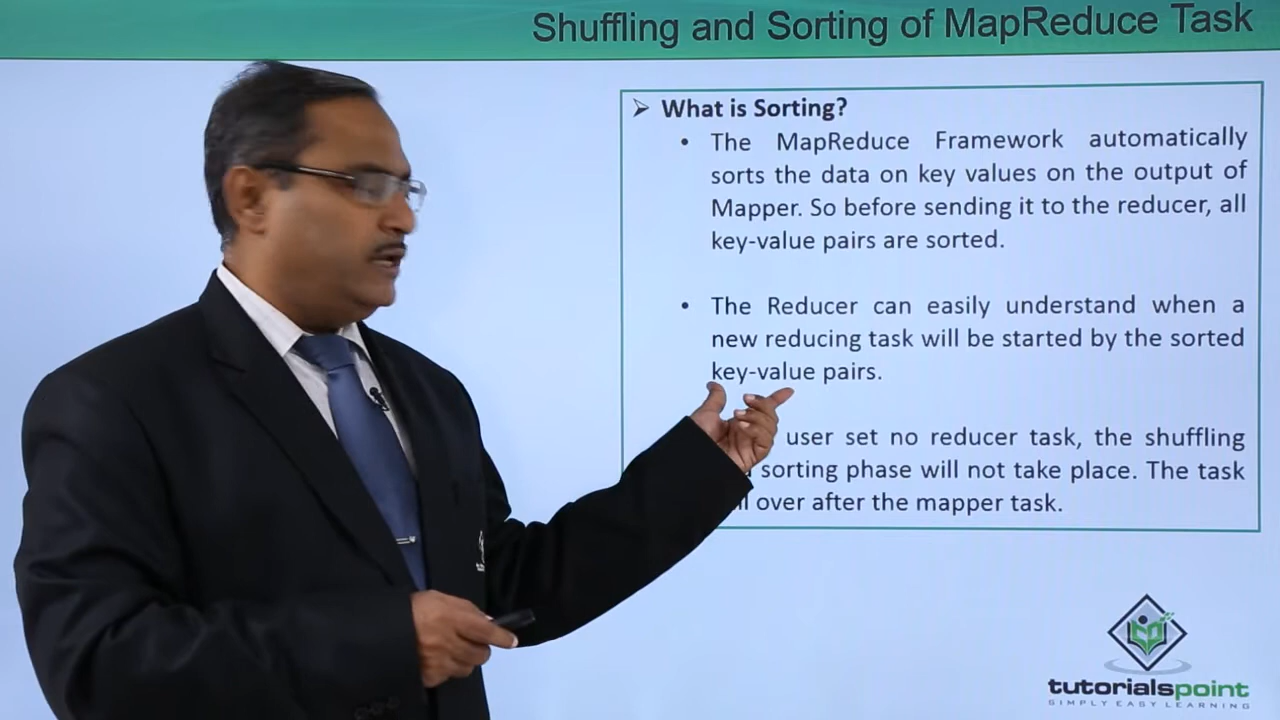 Shuffling and Sorting of MapReduce Task
➢ What is Sorting?
• The MapReduce Framework automatically
sorts the data on key values on the output of
Mapper. So before sending it to the reducer, all
key-value pairs are sorted.
• The Reducer can easily understand when a
new reducing task will be started by the sorted
key-value pairs.
user set no reducer task, the shuffling
sorting phase will not take place. The task
over after the mapper task.
tutorialspoint
SIMPLY EASY LEARNING